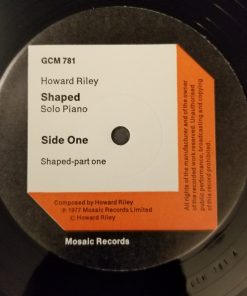 GCM 781
Howard Riley
Shaped
Solo Piano
Side One
Shaped-part one
All rights of the manufacturer and of the owner
of the recorded work reserved. Unauthorised
public performance, broadcasting and copying
of this record prohibited.
Composed by Howard Riley
℗ 1977 Mosaic Records Limited
© Howard Riley
Mosaic Records
GCM 781 A